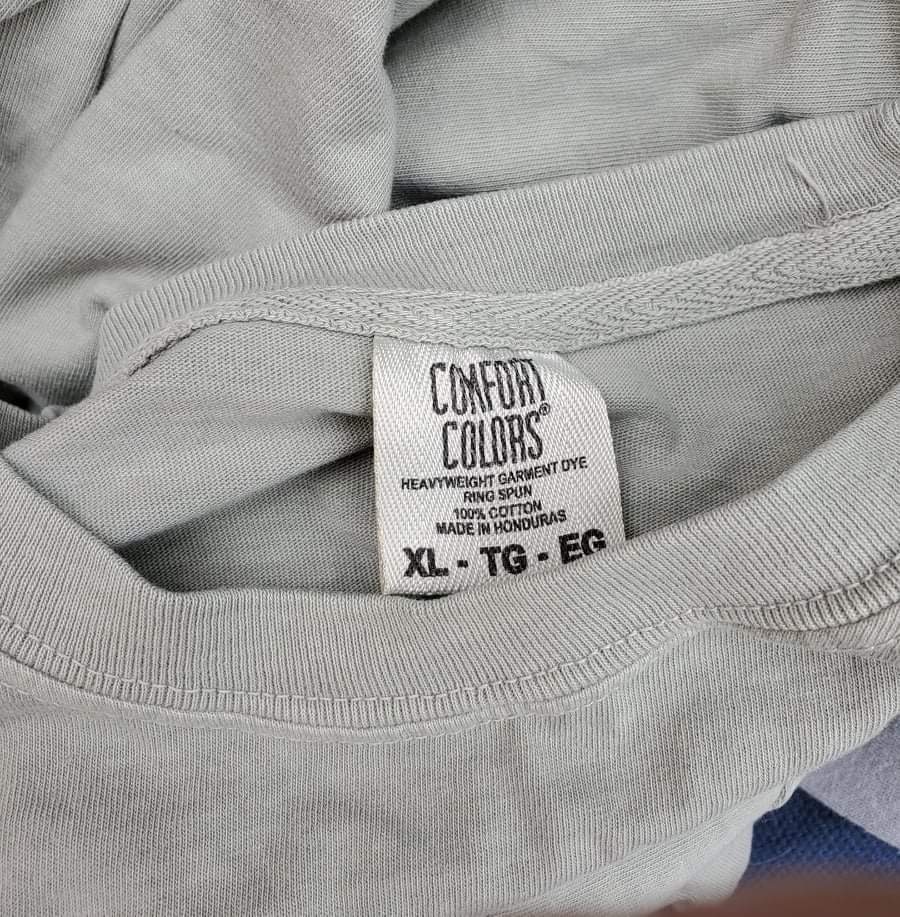 COMFORT
COLORS®
HEAVYWEIGHT GARMENT DYE
RING SPUN
100% COTTON
MADE IN HONDURAS
XL - TG - EG